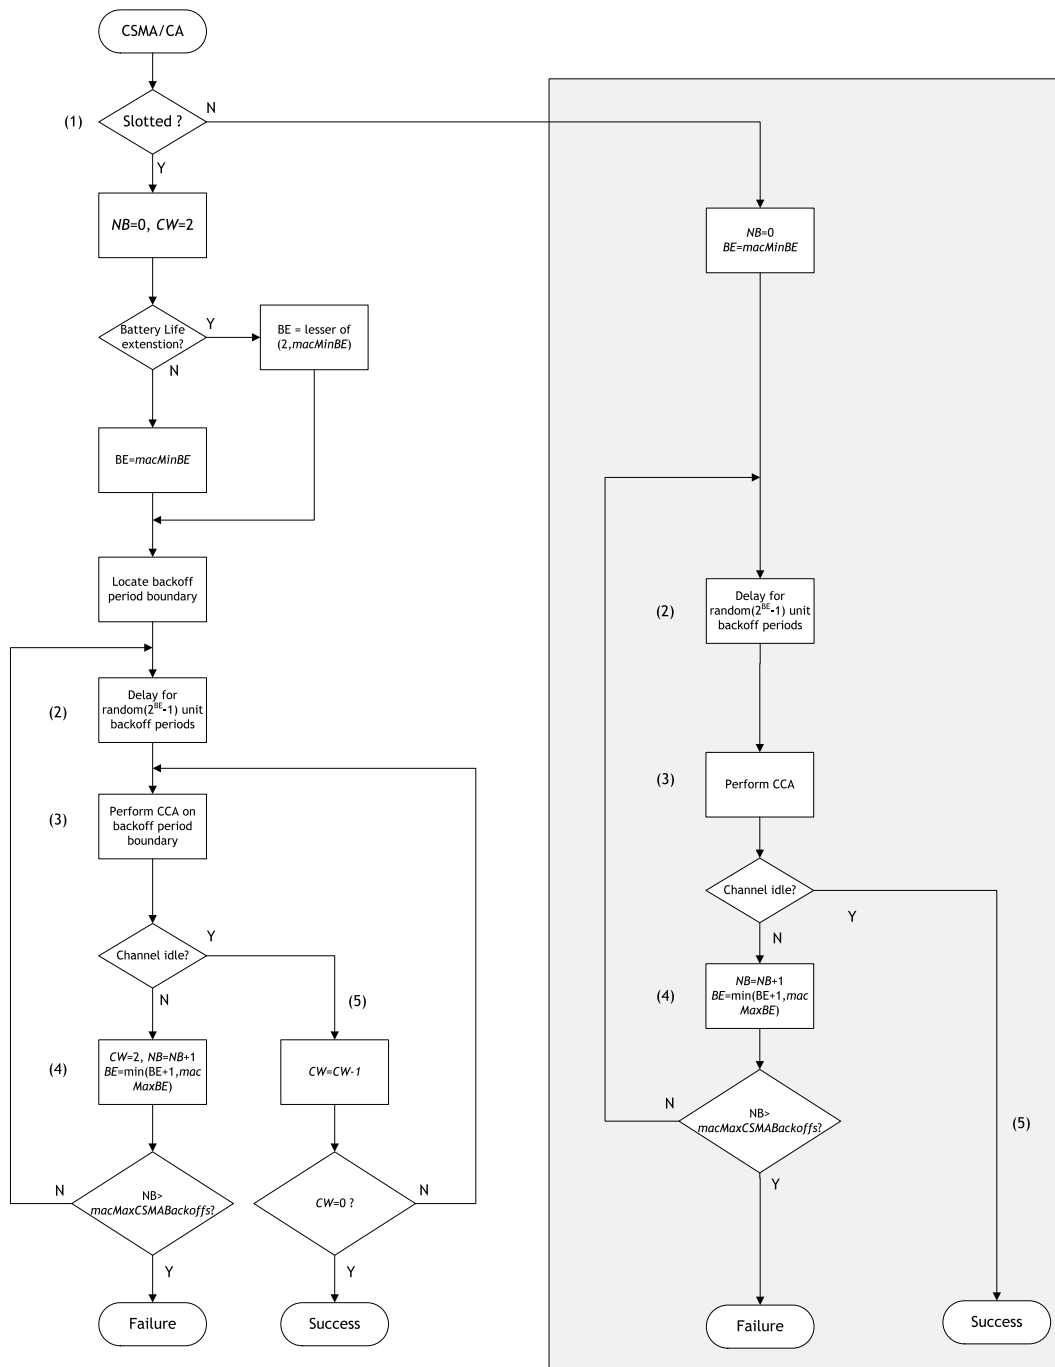 CSMA/CA
(1)
Slotted ?
N
Y
NB=0, CW=2
Battery Life
extenstion?
Y
N
BE = lesser of
(2,macMinBE)
BE=macMinBE
Locate backoff
period boundary
(2)
Delay for
random(2^BE-1) unit
backoff periods
(3)
Perform CCA on
backoff period
boundary
Channel idle?
Y
N
(5)
(4)
CW=2, NB=NB+1
BE=min(BE+1,mac
MaxBE)
CW=CW-1
N
NB>
macMaxCSMABackoffs?
Y
CW=0 ?
N
Y
Failure
Success
NB=0
BE=macMinBE
(2)
Delay for
random(2^BE-1) unit
backoff periods
(3)
Perform CCA
Channel idle?
Y
N
(4)
NB=NB+1
BE=min(BE+1,mac
MaxBE)
N
NB>
macMaxCSMABackoffs?
Y
(5)
Failure
Success